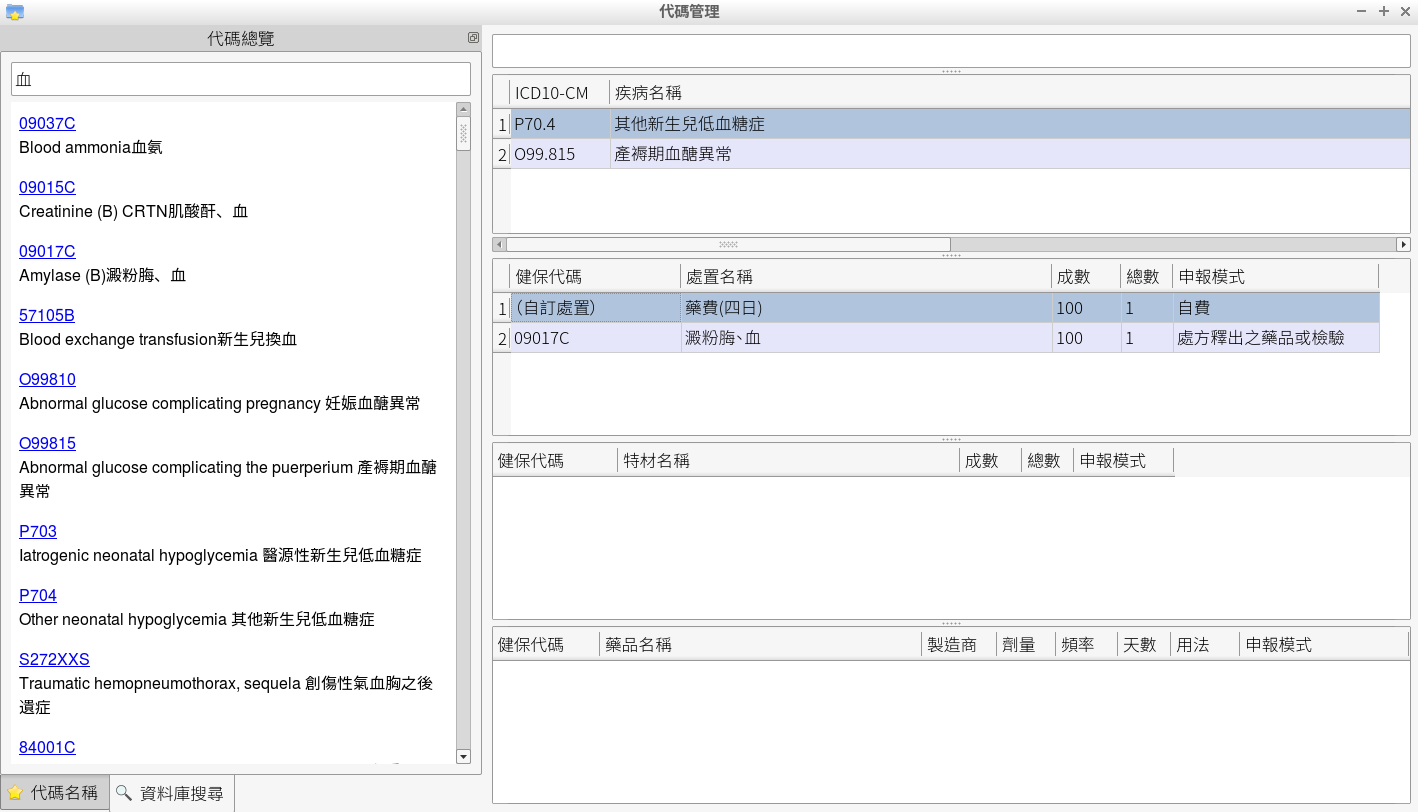 代碼管理
代碼總覽
血
09037C
Blood ammonia血氨
09015C
Creatinine (B) CRTN肌酸酐、血
09017C
Amylase (B)澱粉脢、血
57105B
Blood exchange transfusion新生兒換血
O99810
Abnormal glucose complicating pregnancy 妊娠血醣異常
O99815
Abnormal glucose complicating the puerperium 產褥期血醣
異常
P703
Iatrogenic neonatal hypoglycemia 醫源性新生兒低血糖症
P704
Other neonatal hypoglycemia 其他新生兒低血糖症
S272XXS
Traumatic hemopneumothorax, sequela 創傷性氣血胸之後
遺症
84001C
代碼名稱 資料庫搜尋
ICD10-CM 疾病名稱
1 P70.4 其他新生兒低血糖症
2 O99.815 產褥期血醣異常
健保代碼 處置名稱 成數 總數 申報模式
1 (自訂處置) 藥費(四日) 100 1 自費
2 09017C 澱粉脢、血 100 1 處方釋出之藥品或檢驗
健保代碼 特材名稱 成數 總數 申報模式
健保代碼 藥品名稱 製造商 劑量 頻率 天數 用法 申報模式